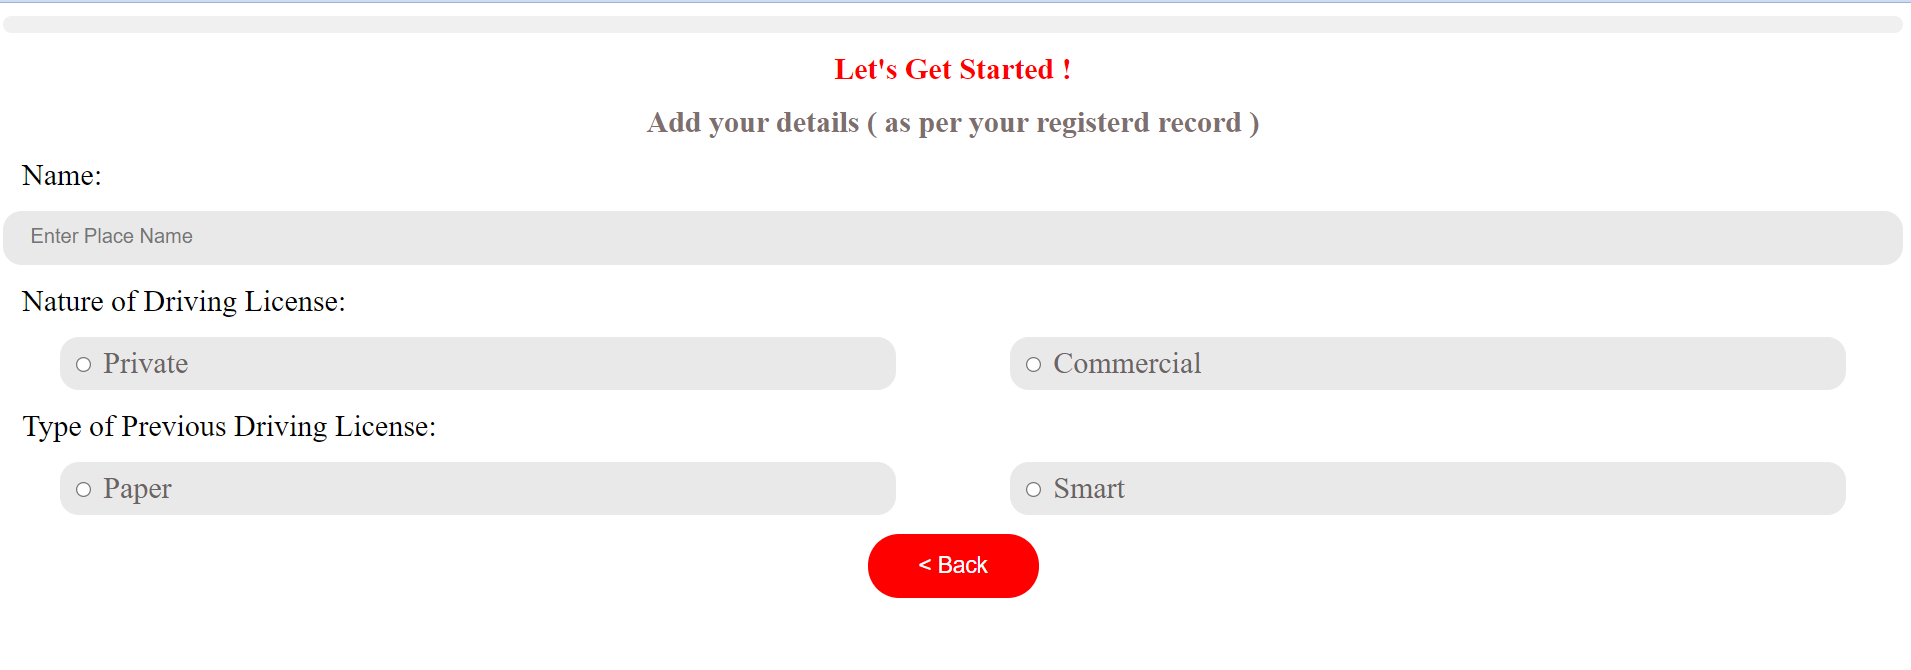 Let's Get Started !
Add your details ( as per your registerd record )
Name:
Enter Place Name
Nature of Driving License:
Private Commercial
Type of Previous Driving License:
Paper Smart
< Back